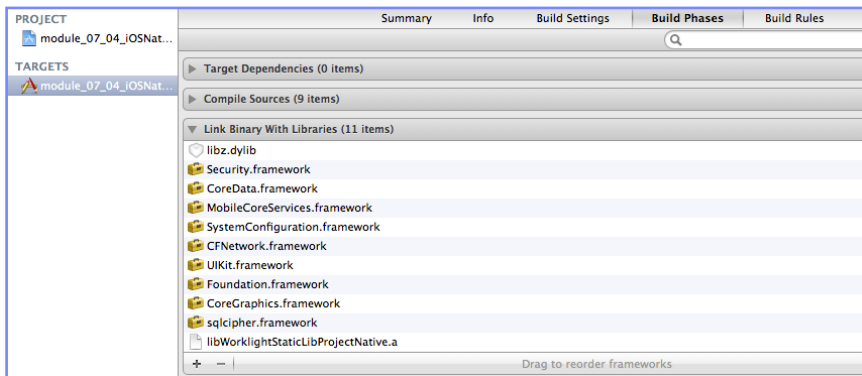 PROJECT
module_07_04_iOSNat...
TARGETS
module_07_04_iOSNat...
Summary Info Build Settings Build Phases Build Rules
Target Dependencies (0 items)
Compile Sources (9 items)
Link Binary With Libraries (11 items)
libz.dylib
Security.framework
CoreData.framework
MobileCoreServices.framework
SystemConfiguration.framework
CFNetwork.framework
UIKit.framework
Foundation.framework
CoreGraphics.framework
sqlcipher.framework
libWorklightStaticLibProjectNative.a
+ − Drag to reorder frameworks